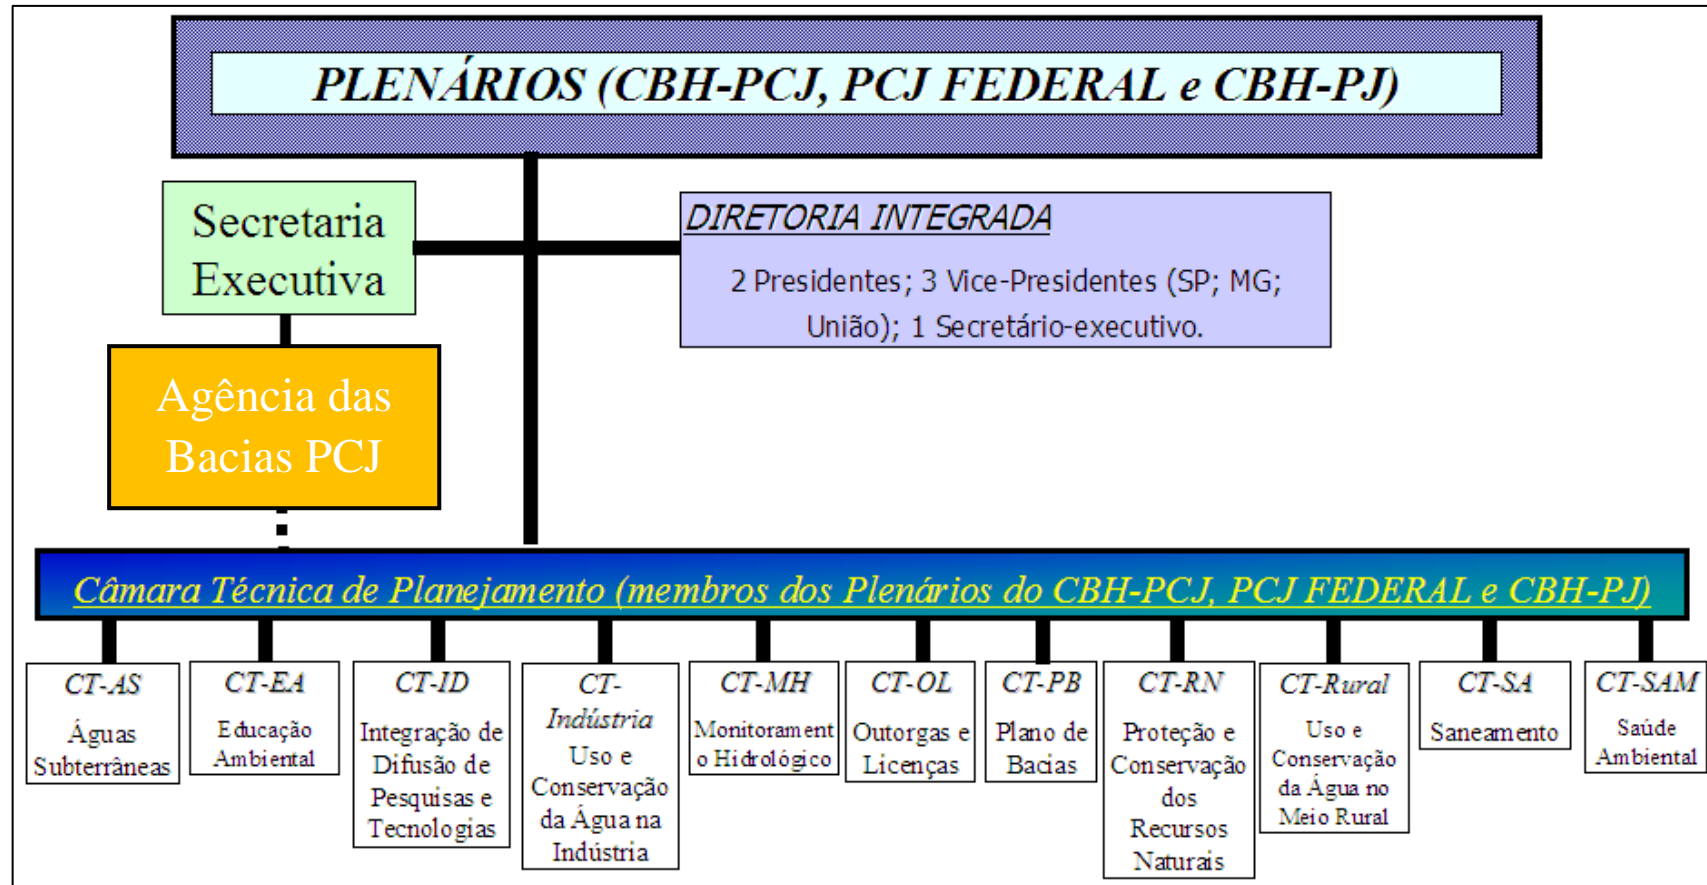 PLENÁRIOS (CBH-PCJ, PCJ FEDERAL e CBH-PJ)
Secretaria
Executiva
DIRETORIA INTEGRADA
2 Presidentes; 3 Vice-Presidentes (SP; MG;
União); 1 Secretário-executivo.
Agência das
Bacias PCJ
Câmara Técnica de Planejamento (membros dos Plenários do CBH-PCJ, PCJ FEDERAL e CBH-PJ)
CT-AS
Águas
Subterrâneas
CT-EA
Educação
Ambiental
CT-ID
Integração de
Difusão de
Pesquisas e
Tecnologias
CT-
Indústria
Uso e
Conservação
da Água na
Indústria
CT-MH
Monitorament
o Hidrológico
CT-OL
Outorgas e
Licenças
CT-PB
Plano de
Bacias
CT-RN
Proteção e
Conservação
dos
Recursos
Naturais
CT-Rural
Uso e
Conservação
da Água no
Meio Rural
CT-SA
Saneamento
CT-SAM
Saúde
Ambiental